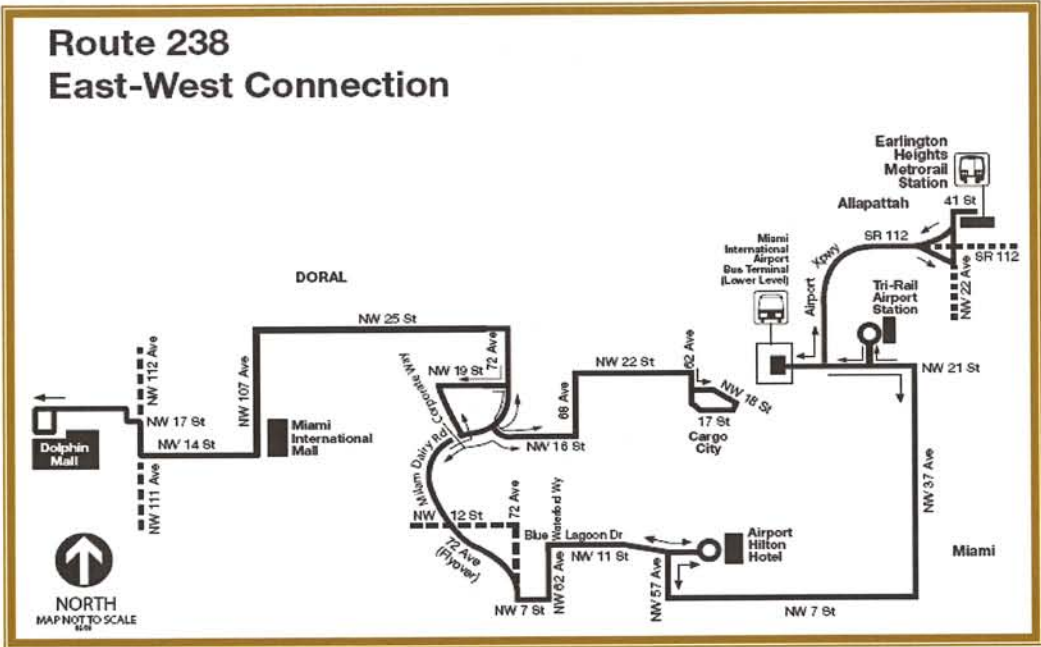 Route 238
East-West Connection
Earlington
Heights
Metrorail
Station
41 St
Allapattah
SR 112
SR 112
NW 22 Ave
Airport Xpwy
Miami
International
Airport
Bus Terminal
(Lower Level)
Tri-Rail
Airport
Station
NW 21 St
DORAL
NW 25 St
72 Ave
NW 19 St
Corporate Way
NW 22 St
62 Ave
NW 18 St
17 St
Cargo
City
68 Ave
NW 16 St
NW 112 Ave
NW 107 Ave
NW 17 St
NW 14 St
Dolphin
Mall
Miami
International
Mall
NW 111 Ave
Milam Dairy Rd
NW 12 St
72 Ave
72 Ave
(Flyover)
Blue Lagoon Dr
Waterford Wy
NW 11 St
NW 62 Ave
NW 7 St
NW 57 Ave
Airport
Hilton
Hotel
NW 37 Ave
Miami
NW 7 St
NORTH
MAP NOT TO SCALE